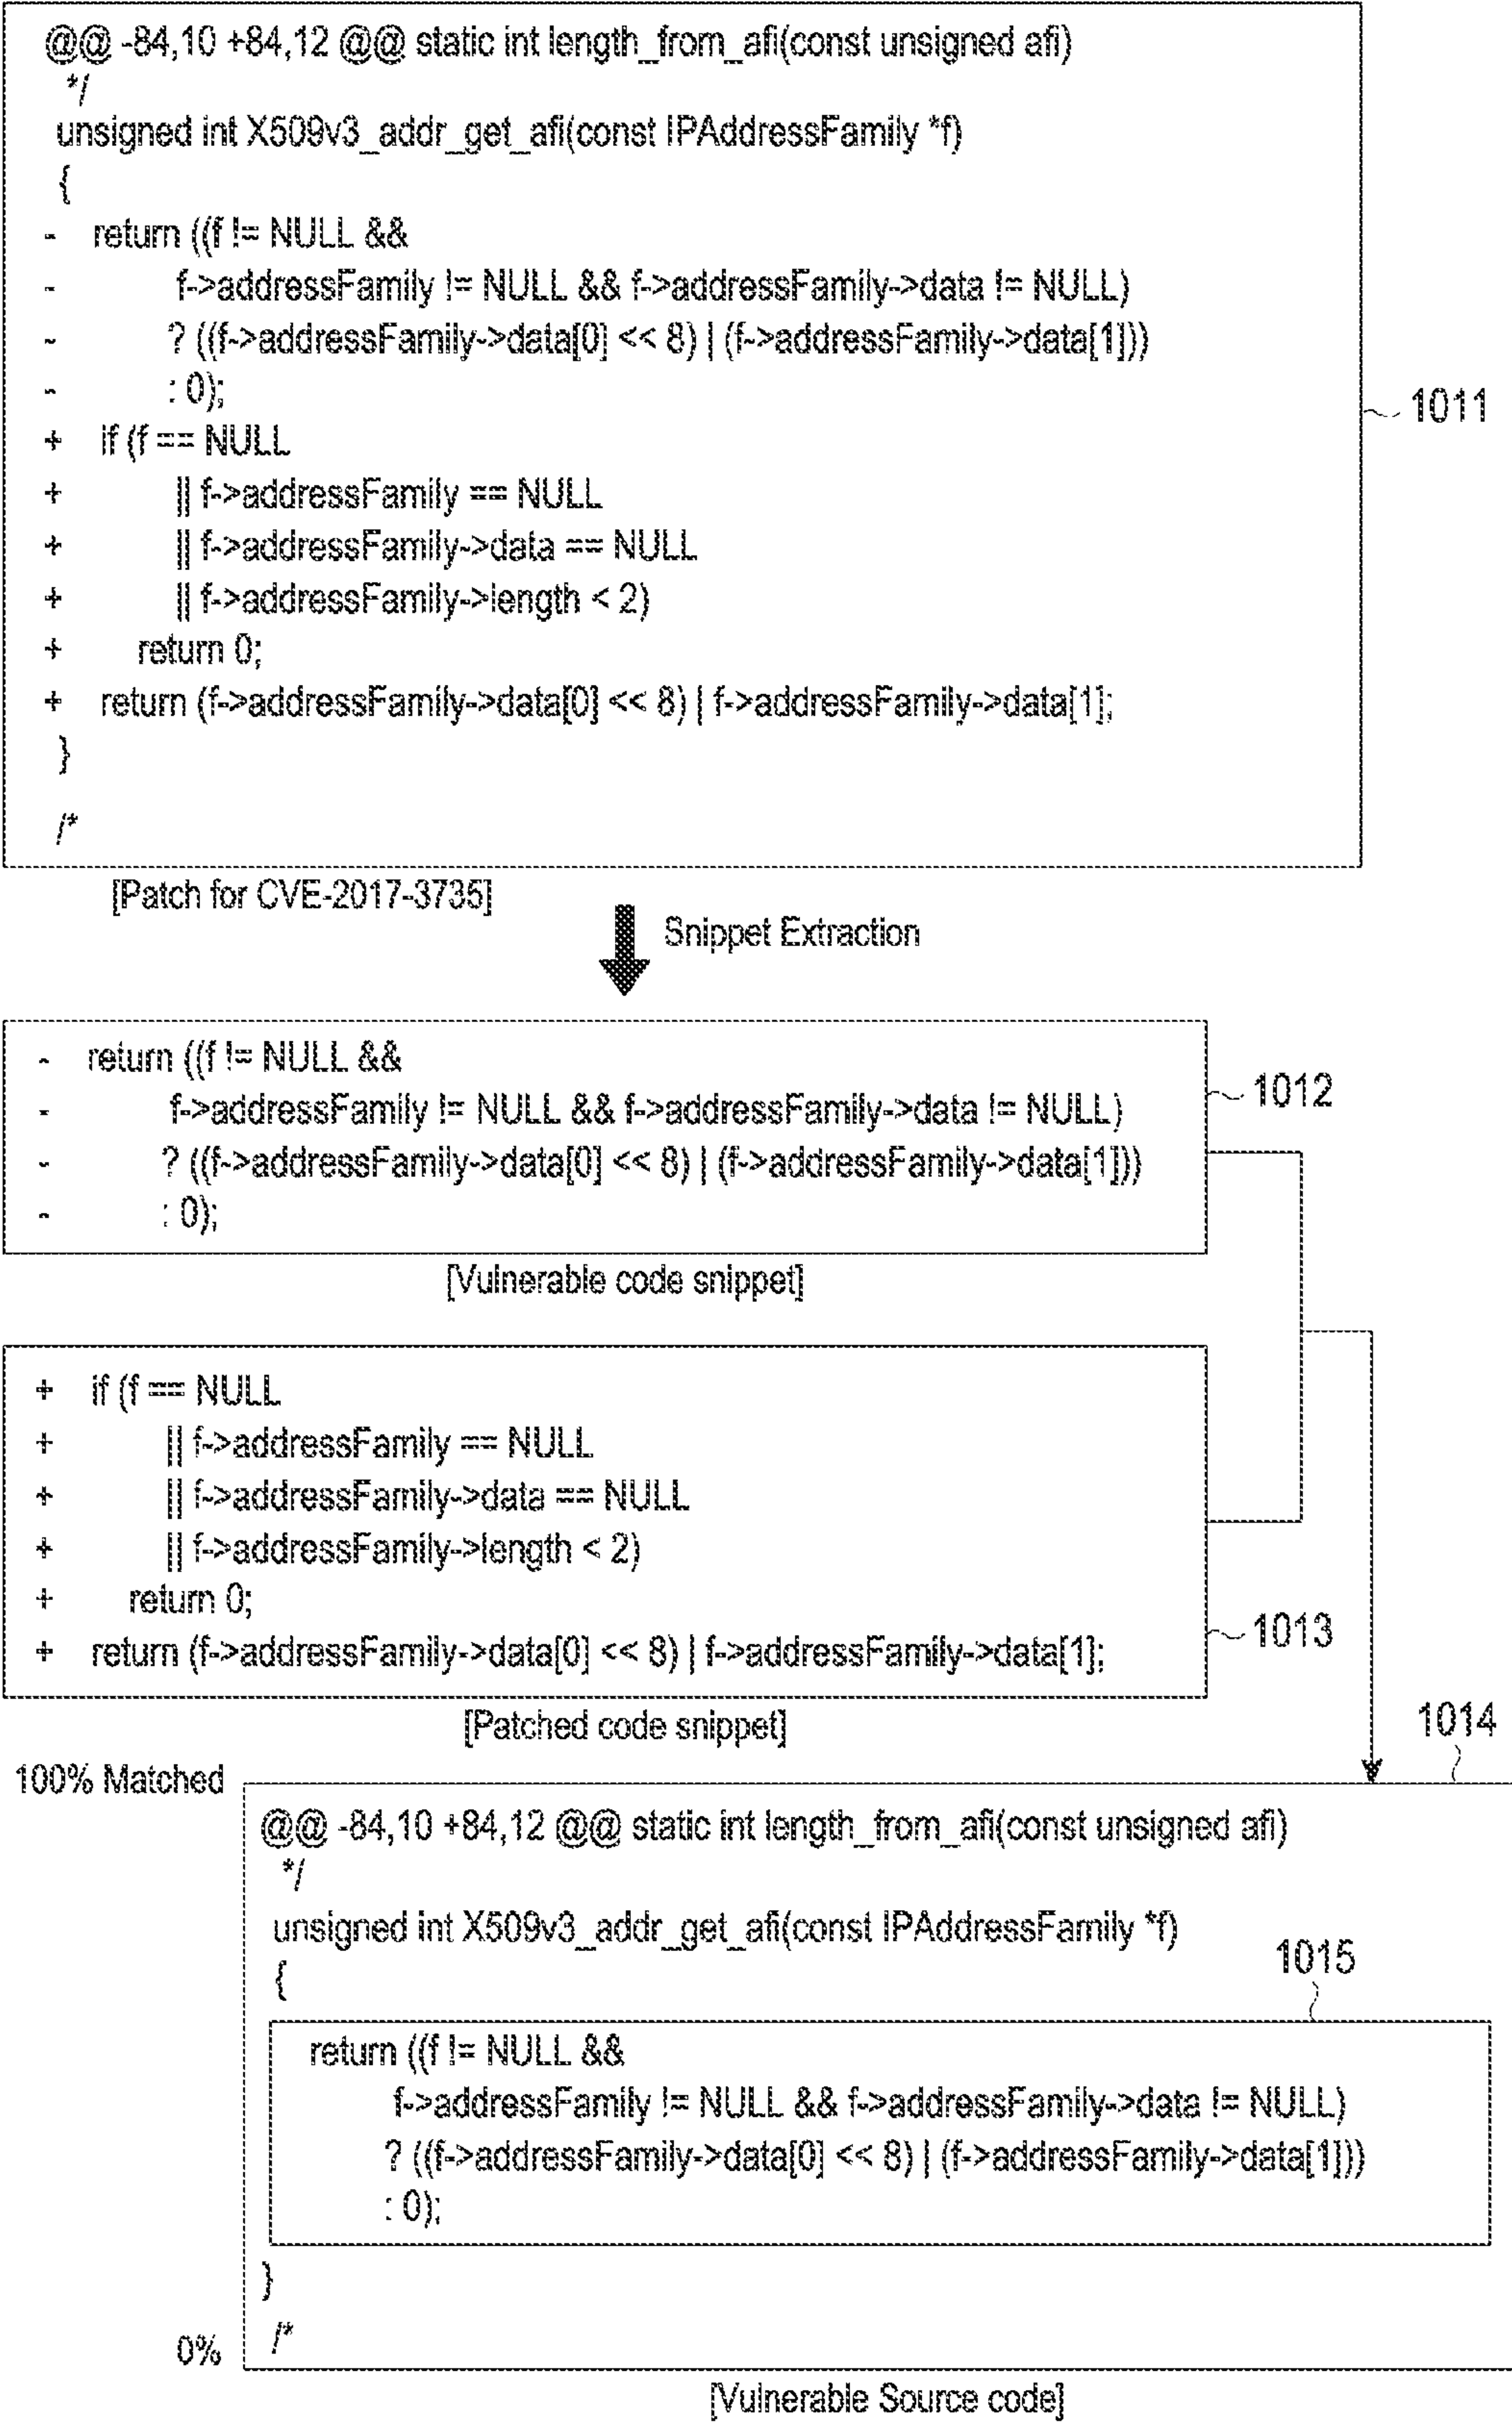 @@ -84,10 +84,12 @@ static int length_from_afi(const unsigned afi)
*/
unsigned int X509v3_addr_get_afi(const IPAddressFamily *f)
{
- return ((f != NULL &&
- f->addressFamily != NULL && f->addressFamily->data != NULL)
- ? ((f->addressFamily->data[0] << 8) | (f->addressFamily->data[1]))
- : 0);
+ if (f == NULL
+ || f->addressFamily == NULL
+ || f->addressFamily->data == NULL
+ || f->addressFamily->length < 2)
+ return 0;
+ return (f->addressFamily->data[0] << 8) | f->addressFamily->data[1];
}
/*
1011
[Patch for CVE-2017-3735]
Snippet Extraction
- return ((f != NULL &&
- f->addressFamily != NULL && f->addressFamily->data != NULL)
- ? ((f->addressFamily->data[0] << 8) | (f->addressFamily->data[1]))
- : 0);
1012
[Vulnerable code snippet]
+ if (f == NULL
+ || f->addressFamily == NULL
+ || f->addressFamily->data == NULL
+ || f->addressFamily->length < 2)
+ return 0;
+ return (f->addressFamily->data[0] << 8) | f->addressFamily->data[1];
1013
[Patched code snippet]
1014
100% Matched
@@ -84,10 +84,12 @@ static int length_from_afi(const unsigned afi)
*/
unsigned int X509v3_addr_get_afi(const IPAddressFamily *f)
{
1015
return ((f != NULL &&
f->addressFamily != NULL && f->addressFamily->data != NULL)
? ((f->addressFamily->data[0] << 8) | (f->addressFamily->data[1]))
: 0);
}
/*
0%
[Vulnerable Source code]